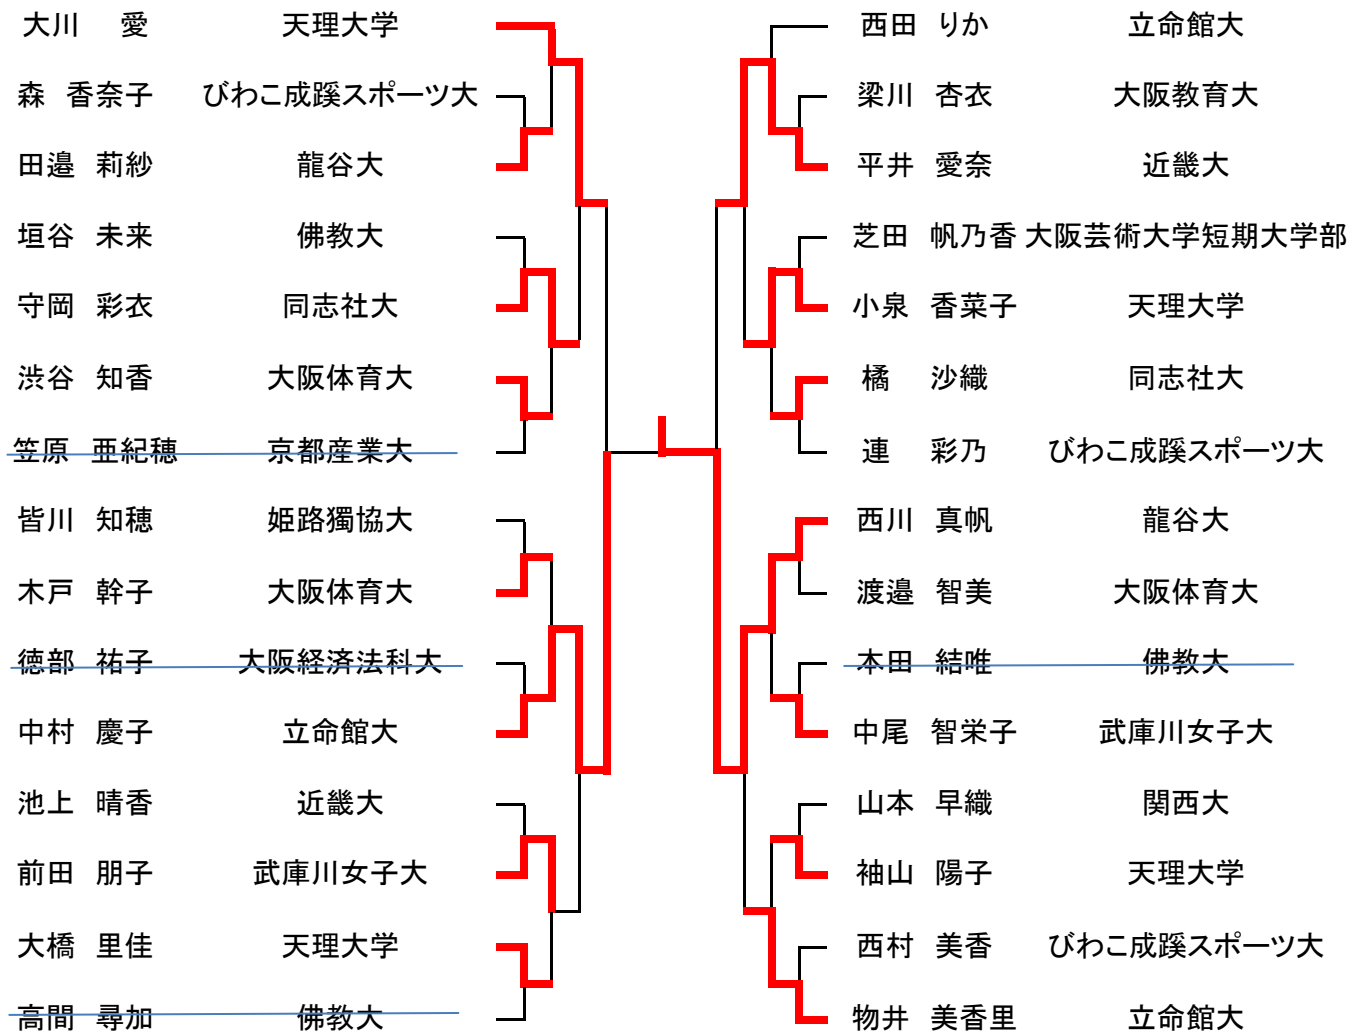 大川 愛 天理大学
森 香奈子 びわこ成蹊スポーツ大
田邉 莉紗 龍谷大
垣谷 未来 佛教大
守岡 彩衣 同志社大
渋谷 知香 大阪体育大
笠原 亜紀穂 京都産業大
皆川 知穂 姫路獨協大
木戸 幹子 大阪体育大
徳部 祐子 大阪経済法科大
中村 慶子 立命館大
池上 晴香 近畿大
前田 朋子 武庫川女子大
大橋 里佳 天理大学
高間 尋加 佛教大
西田 りか 立命館大
梁川 杏衣 大阪教育大
平井 愛奈 近畿大
芝田 帆乃香 大阪芸術大学短期大学部
小泉 香菜子 天理大学
橘 沙織 同志社大
連 彩乃 びわこ成蹊スポーツ大
西川 真帆 龍谷大
渡邉 智美 大阪体育大
本田 結唯 佛教大
中尾 智栄子 武庫川女子大
山本 早織 関西大
袖山 陽子 天理大学
西村 美香 びわこ成蹊スポーツ大
物井 美香里 立命館大